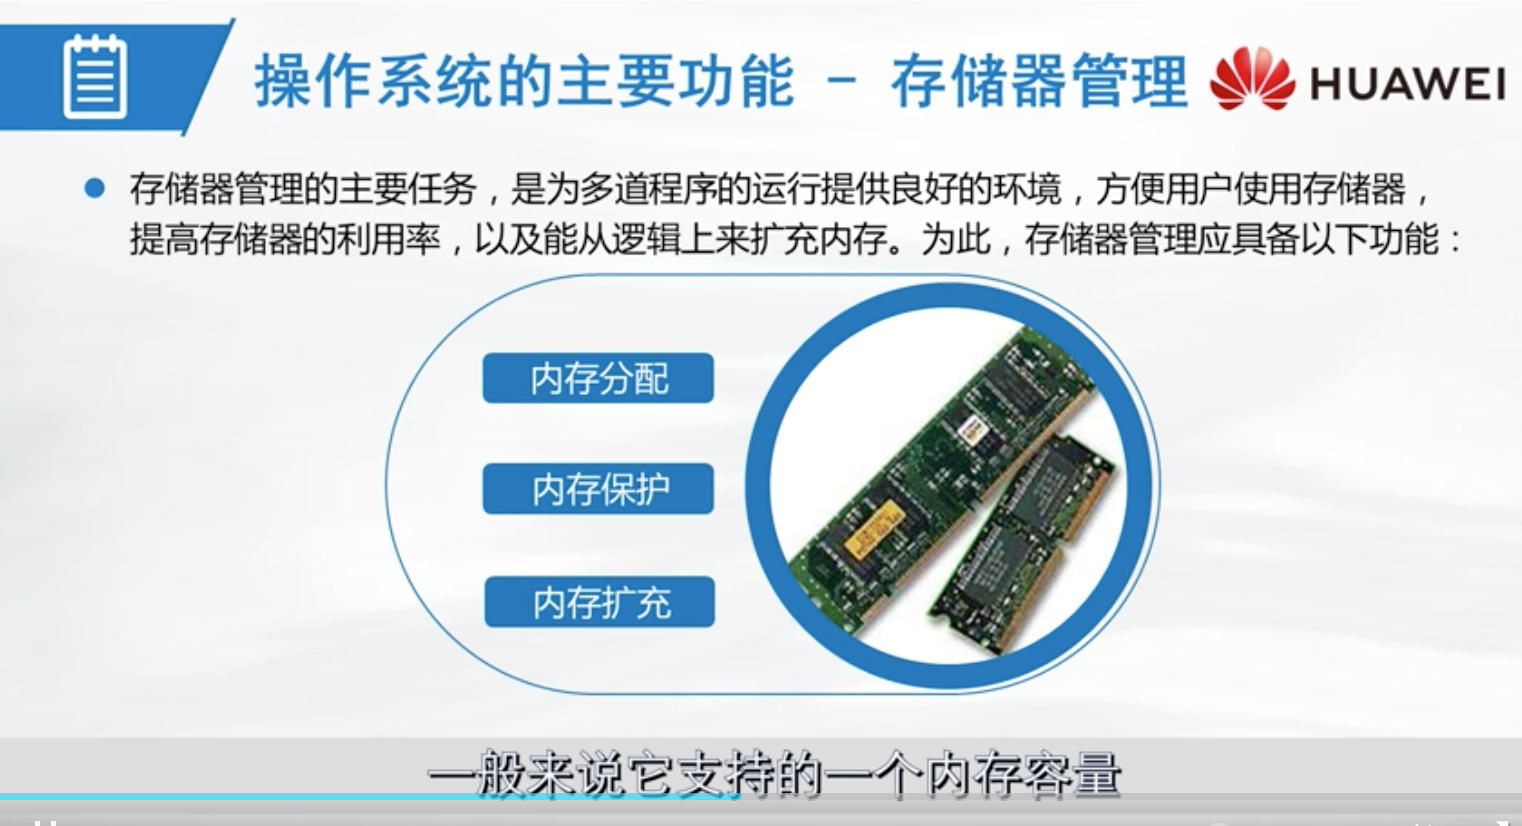 操作系统的主要功能 - 存储器管理
HUAWEI
存储器管理的主要任务，是为多道程序的运行提供良好的环境，方便用户使用存储器，
提高存储器的利用率，以及能从逻辑上来扩充内存。为此，存储器管理应具备以下功能：
内存分配
内存保护
内存扩充
一般来说它支持的一个内存容量